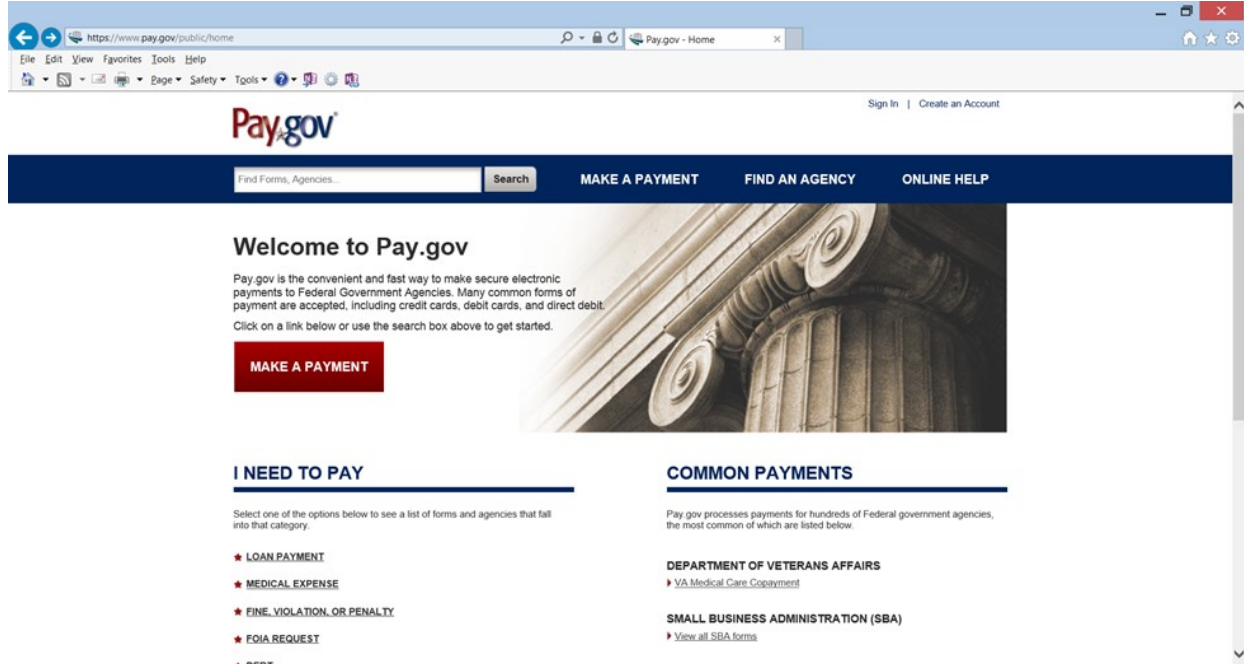 https://www.pay.gov/public/home
Pay.gov - Home
File Edit View Favorites Tools Help
Page Safety Tools
Sign In | Create an Account
Pay.gov
Find Forms, Agencies...
Search
MAKE A PAYMENT
FIND AN AGENCY
ONLINE HELP
Welcome to Pay.gov
Pay.gov is the convenient and fast way to make secure electronic
payments to Federal Government Agencies. Many common forms of
payment are accepted, including credit cards, debit cards, and direct debit.
Click on a link below or use the search box above to get started.
MAKE A PAYMENT
I NEED TO PAY
Select one of the options below to see a list of forms and agencies that fall
into that category.
LOAN PAYMENT
MEDICAL EXPENSE
FINE, VIOLATION, OR PENALTY
FOIA REQUEST
COMMON PAYMENTS
Pay.gov processes payments for hundreds of Federal government agencies,
the most common of which are listed below.
DEPARTMENT OF VETERANS AFFAIRS
VA Medical Care Copayment
SMALL BUSINESS ADMINISTRATION (SBA)
View all SBA forms